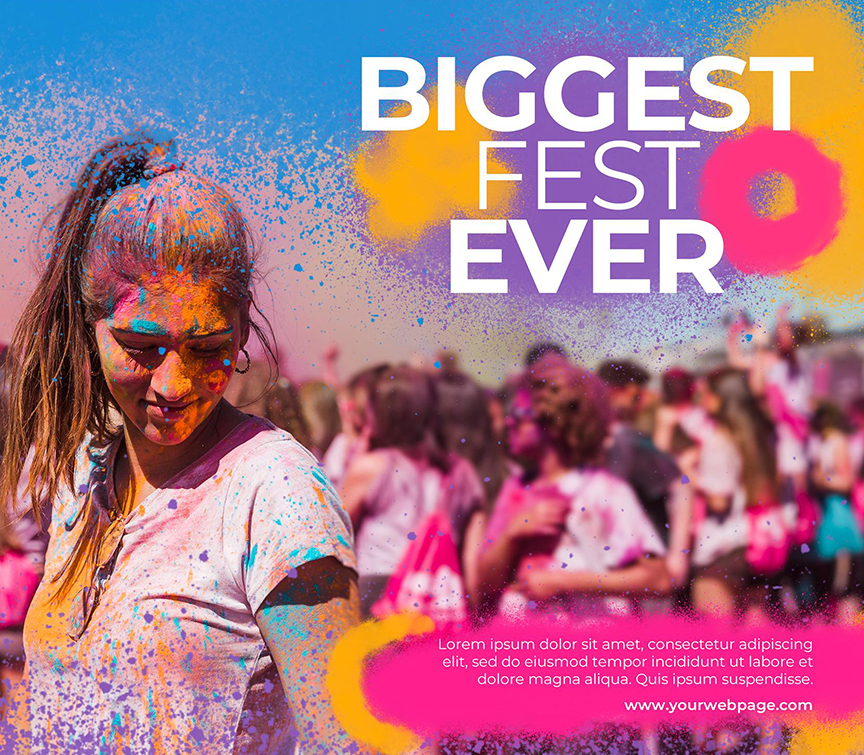 BIGGEST
FEST
EVER
Lorem ipsum dolor sit amet, consectetur adipiscing
elit, sed do eiusmod tempor incididunt ut labore et
dolore magna aliqua. Quis ipsum suspendisse.
www.yourwebpage.com